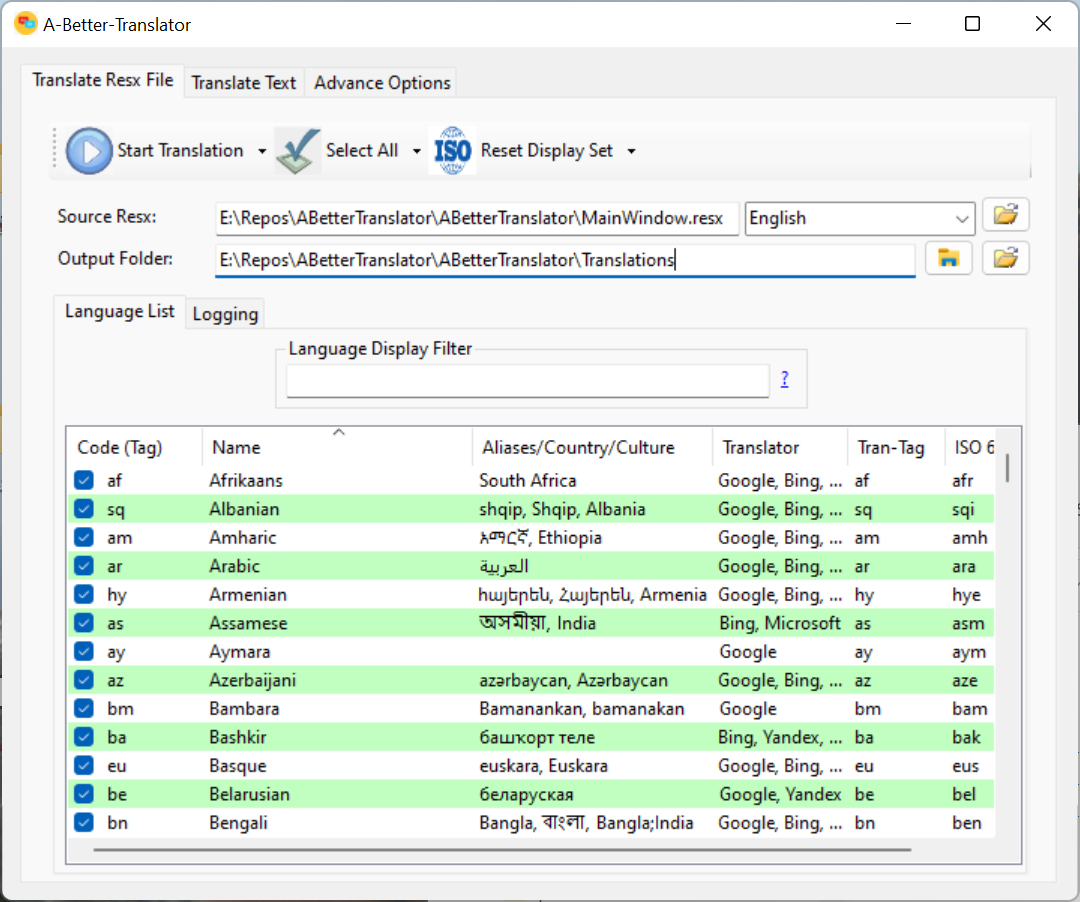 A-Better-Translator
Translate Resx File Translate Text Advance Options
Start Translation Select All ISO Reset Display Set
Source Resx: E:\Repos\ABetterTranslator\ABetterTranslator\MainWindow.resx English
Output Folder: E:\Repos\ABetterTranslator\ABetterTranslator\Translations
Language List Logging
Language Display Filter
?
Code (Tag) Name Aliases/Country/Culture Translator Tran-Tag ISO 6
af Afrikaans South Africa Google, Bing, ... af afr
sq Albanian shqip, Shqip, Albania Google, Bing, ... sq sqi
am Amharic አማርኛ, Ethiopia Google, Bing, ... am amh
ar Arabic العربية Google, Bing, ... ar ara
hy Armenian հայերեն, Հայերեն, Armenia Google, Bing, ... hy hye
as Assamese অসমীয়া, India Bing, Microsoft as asm
ay Aymara Google ay aym
az Azerbaijani azərbaycan, Azərbaycan Google, Bing, ... az aze
bm Bambara Bamanankan, bamanakan Google bm bam
ba Bashkir башҡорт теле Bing, Yandex, ... ba bak
eu Basque euskara, Euskara Google, Bing, ... eu eus
be Belarusian беларуская Google, Yandex be bel
bn Bengali Bangla, বাংলা, Bangla;India Google, Bing, ... bn ben